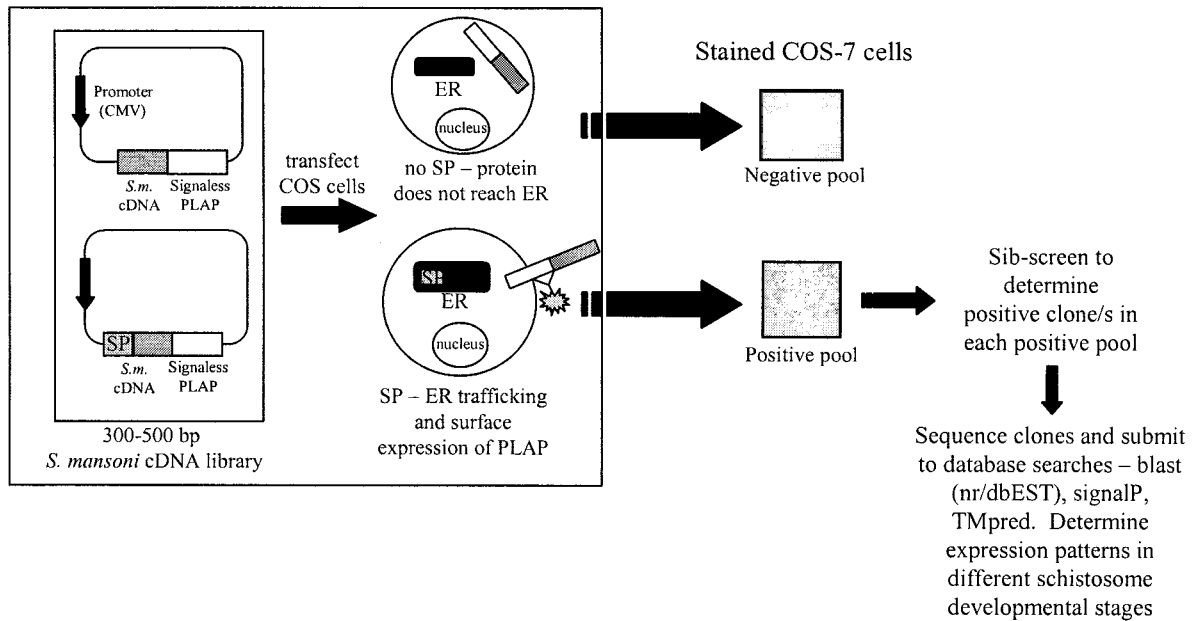 Promoter
(CMV)
S.m.
cDNA
Signaless
PLAP
SP
S.m.
cDNA
Signaless
PLAP
300-500 bp
S. mansoni cDNA library
transfect
COS cells
ER
nucleus
no SP – protein
does not reach ER
SP
ER
nucleus
SP – ER trafficking
and surface
expression of PLAP
Stained COS-7 cells
Negative pool
Positive pool
Sib-screen to
determine
positive clone/s in
each positive pool
Sequence clones and submit
to database searches – blast
(nr/dbEST), signalP,
TMpred. Determine
expression patterns in
different schistosome
developmental stages